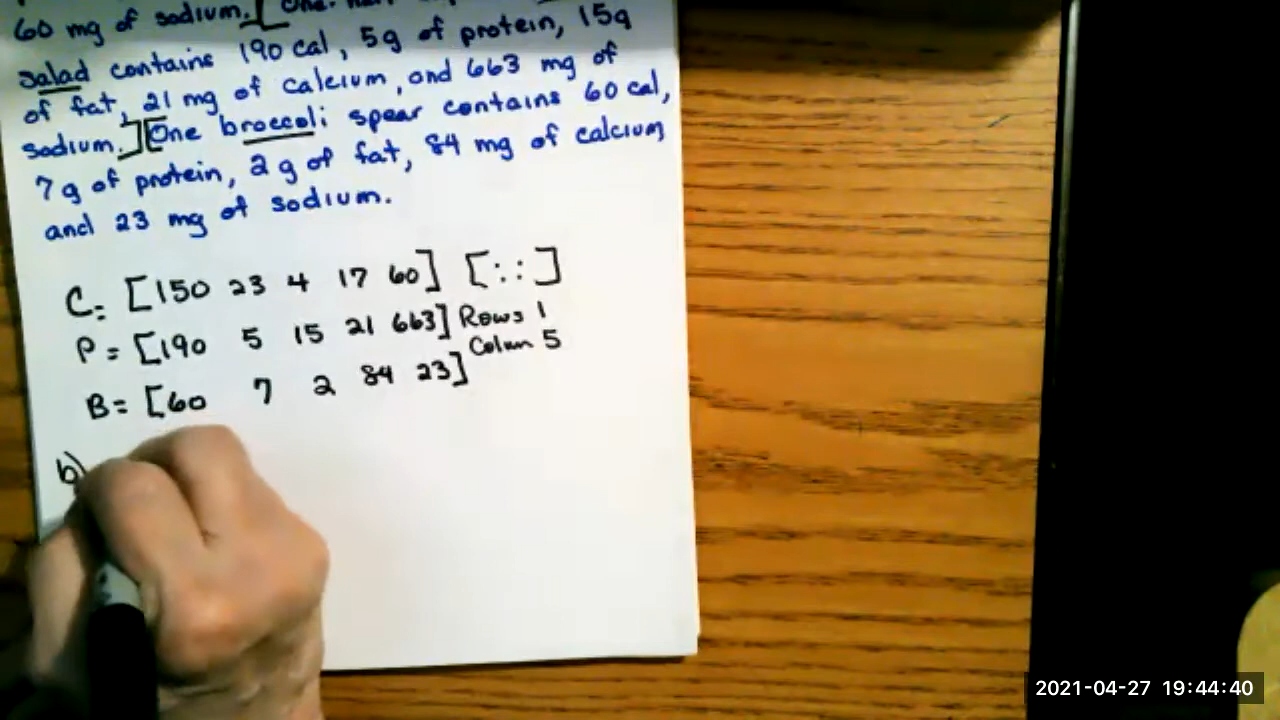 60 mg of sodium. [One-
salad contains 190 cal, 5g of protein, 15g
of fat, 21 mg of calcium, and 663 mg of
sodium.] [One broccoli spear contains 60 cal,
7g of protein, 2g of fat, 84 mg of calcium,
and 23 mg of sodium.
C = [150 23 4 17 60] [: :]
P = [190 5 15 21 663] Rows 1
Colum 5
B = [60 7 2 84 23]
b)
2021-04-27 19:44:40